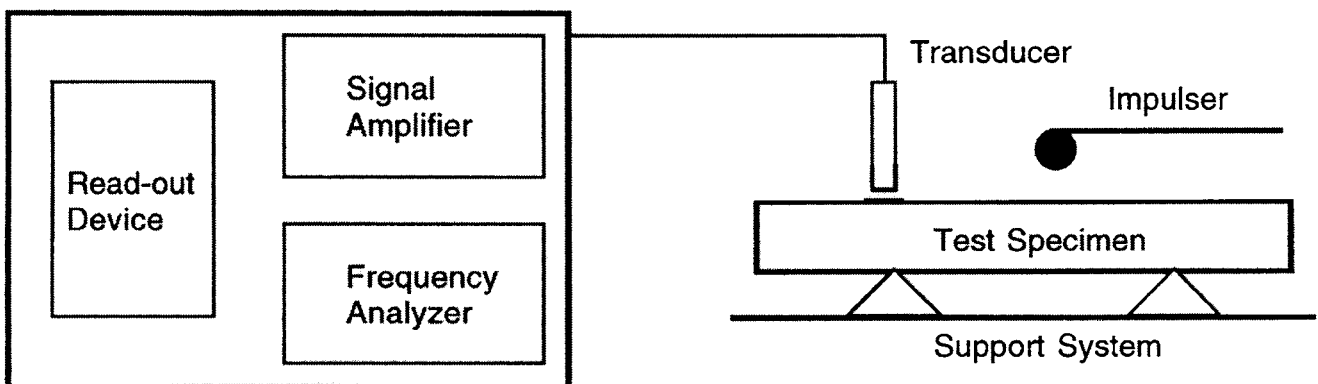 Read-out
Device
Signal
Amplifier
Frequency
Analyzer
Transducer
Impulser
Test Specimen
Support System